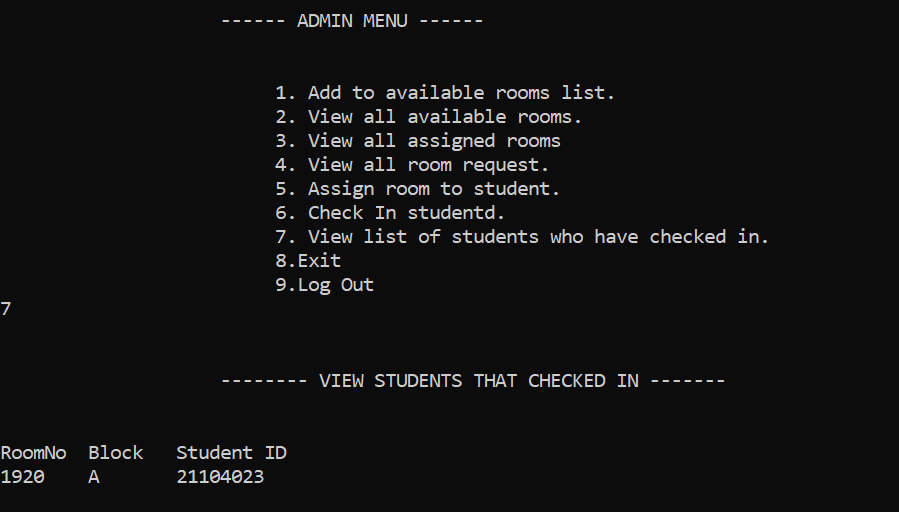 ------ ADMIN MENU ------
1. Add to available rooms list.
2. View all available rooms.
3. View all assigned rooms
4. View all room request.
5. Assign room to student.
6. Check In studentd.
7. View list of students who have checked in.
8.Exit
9.Log Out
7
-------- VIEW STUDENTS THAT CHECKED IN -------
RoomNo Block Student ID
1920 A 21104023